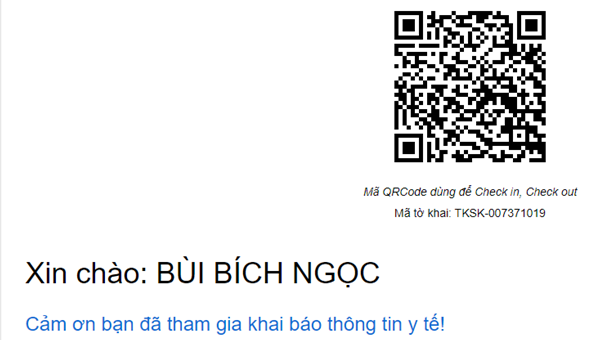 Mã QRCode dùng để Check in, Check out
Mã tờ khai: TKSK-007371019
Xin chào: BÙI BÍCH NGỌC
Cảm ơn bạn đã tham gia khai báo thông tin y tế!